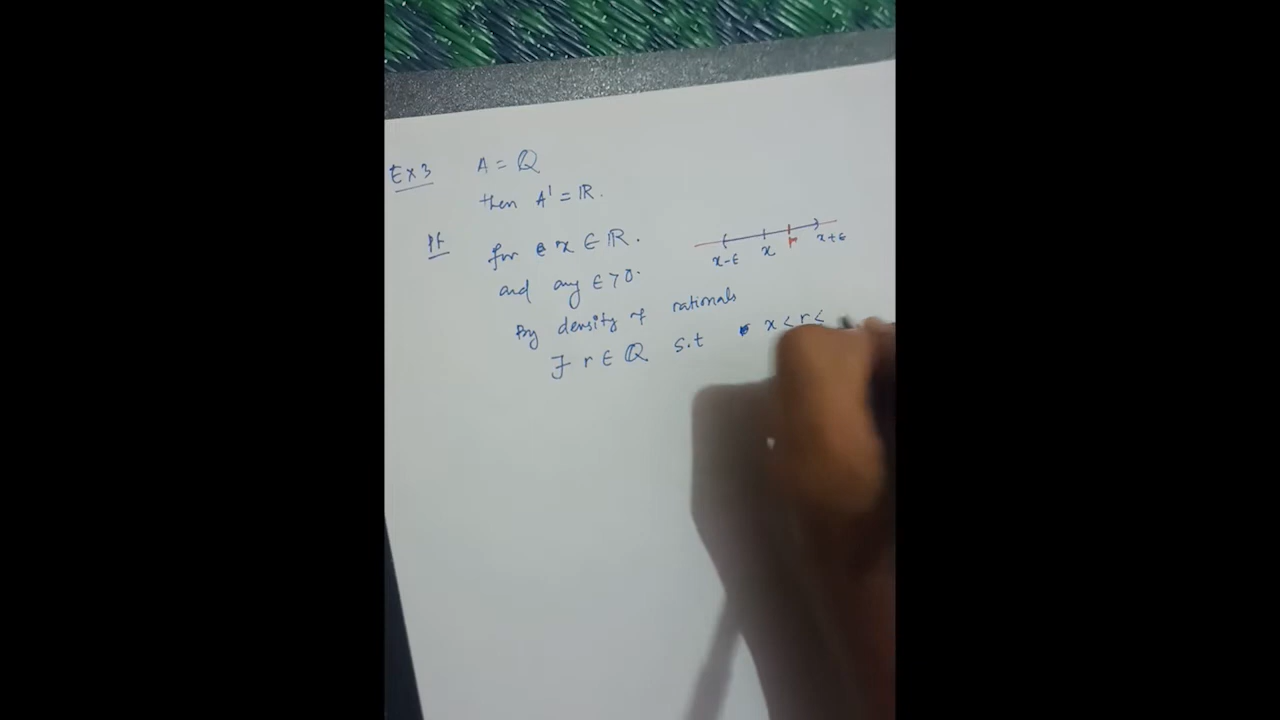 Ex 3 A = ℚ
then A' = ℝ.
Pf for x ∈ ℝ.
and any ϵ > 0.
x-ϵ x r x+ϵ
By density of rationals
∃ r ∈ ℚ s.t x < r <